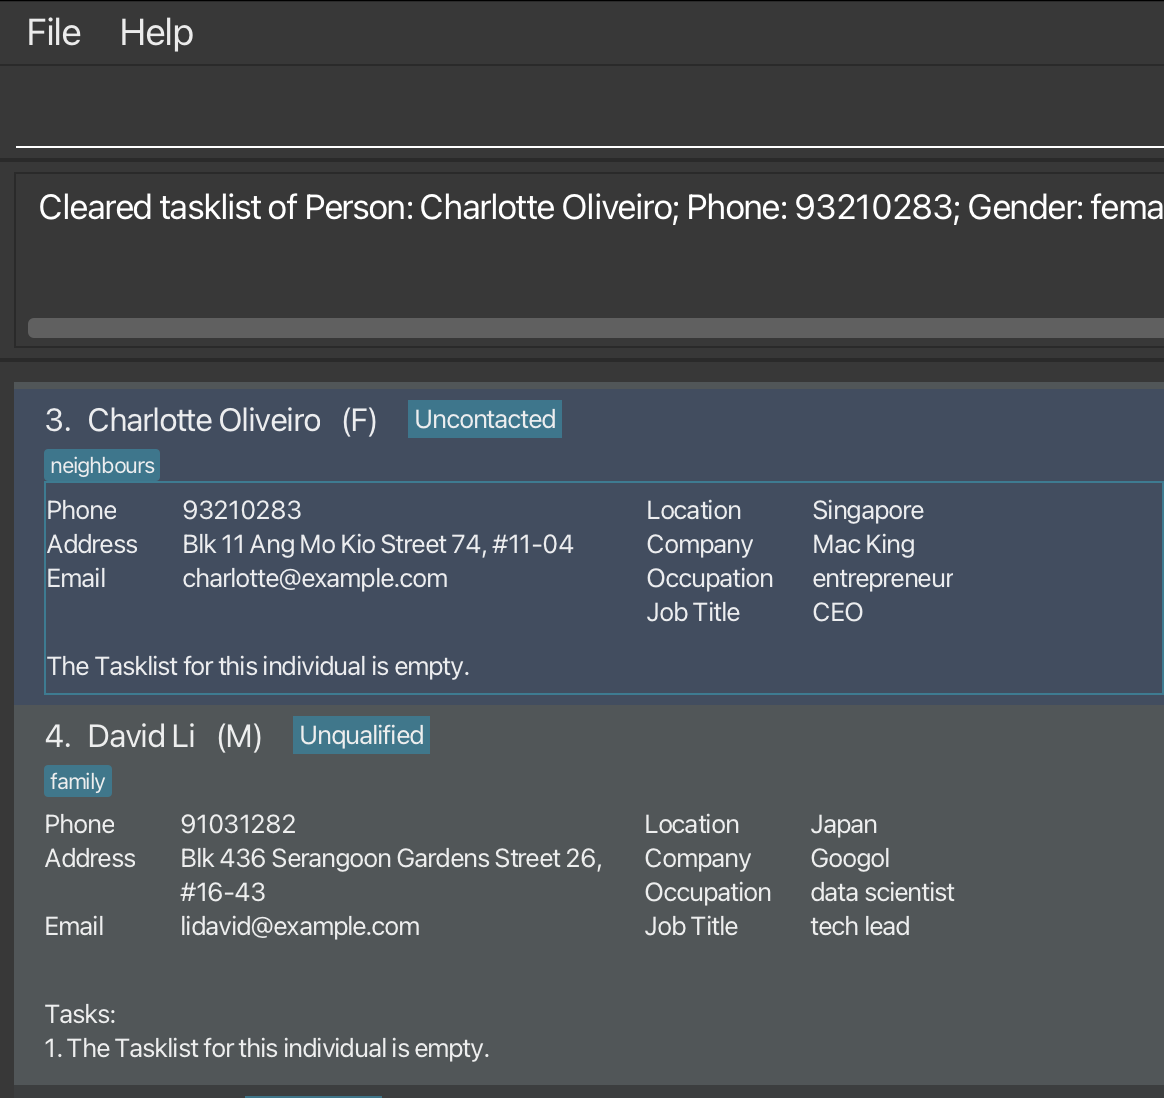 File Help
Cleared tasklist of Person: Charlotte Oliveiro; Phone: 93210283; Gender: fema
3. Charlotte Oliveiro (F) Uncontacted
neighbours
Phone 93210283 Location Singapore
Address Blk 11 Ang Mo Kio Street 74, #11-04 Company Mac King
Email charlotte@example.com Occupation entrepreneur
Job Title CEO
The Tasklist for this individual is empty.
4. David Li (M) Unqualified
family
Phone 91031282 Location Japan
Address Blk 436 Serangoon Gardens Street 26, Company Googol
#16-43 Occupation data scientist
Email lidavid@example.com Job Title tech lead
Tasks:
1. The Tasklist for this individual is empty.